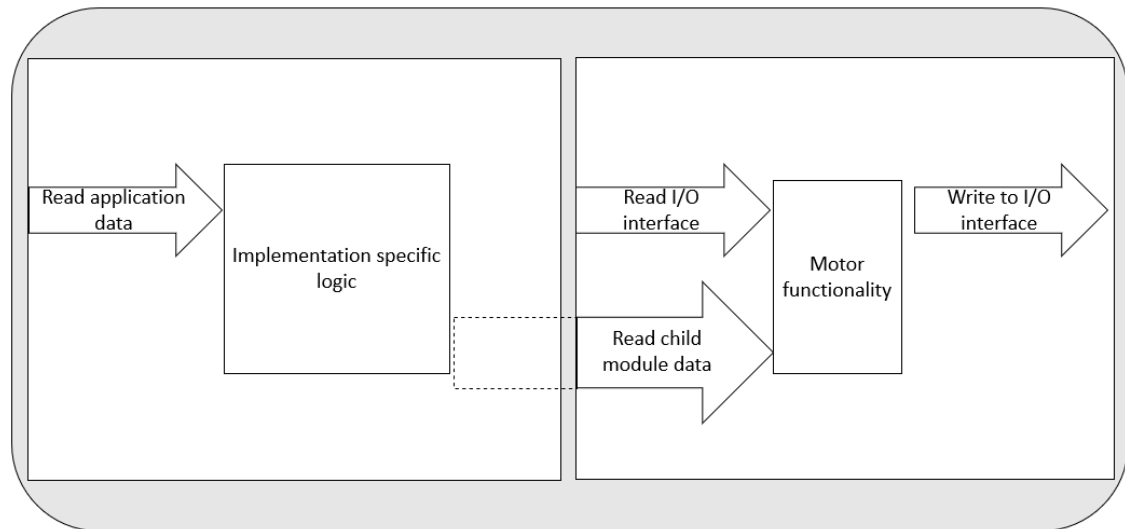 Read application
data
Implementation specific
logic
Read I/O
interface
Read child
module data
Motor
functionality
Write to I/O
interface